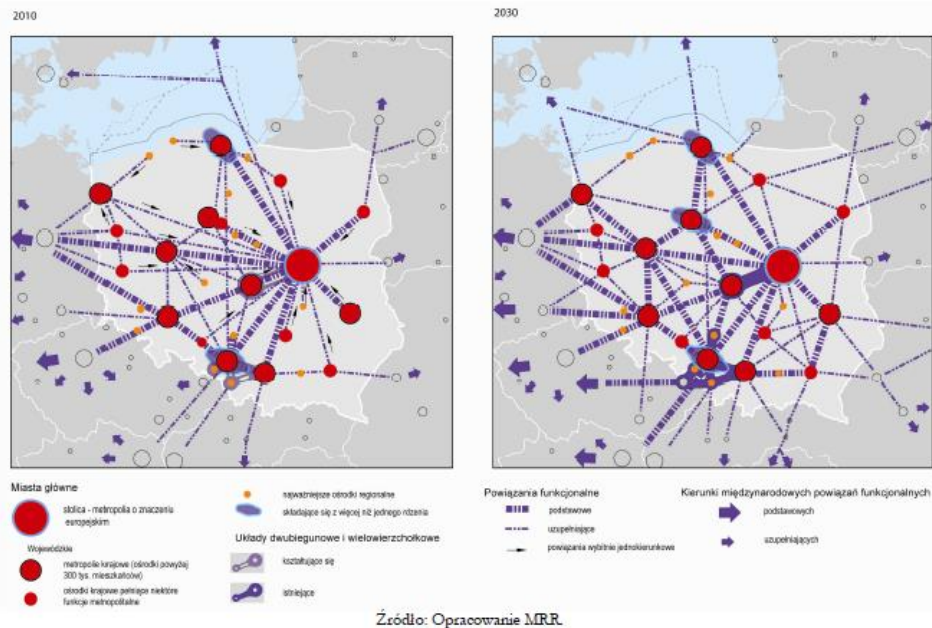 2010
2030
Miasta główne
stolica - metropolia o znaczeniu
europejskim
Wojewódzkie
metropolie krajowe (ośrodki powyżej
300 tys. mieszkańców)
ośrodki krajowe pełniące niektóre
funkcje metropolitalne
najważniejsze ośrodki regionalne
składające się z więcej niż jednego rdzenia
Układy dwubiegunowe i wielowierzchołkowe
kształtujące się
istniejące
Powiązania funkcjonalne
podstawowe
uzupełniające
powiązania wybitnie jednokierunkowe
Kierunki międzynarodowych powiązań funkcjonalnych
podstawowych
uzupełniających
Źródło: Opracowanie MRR